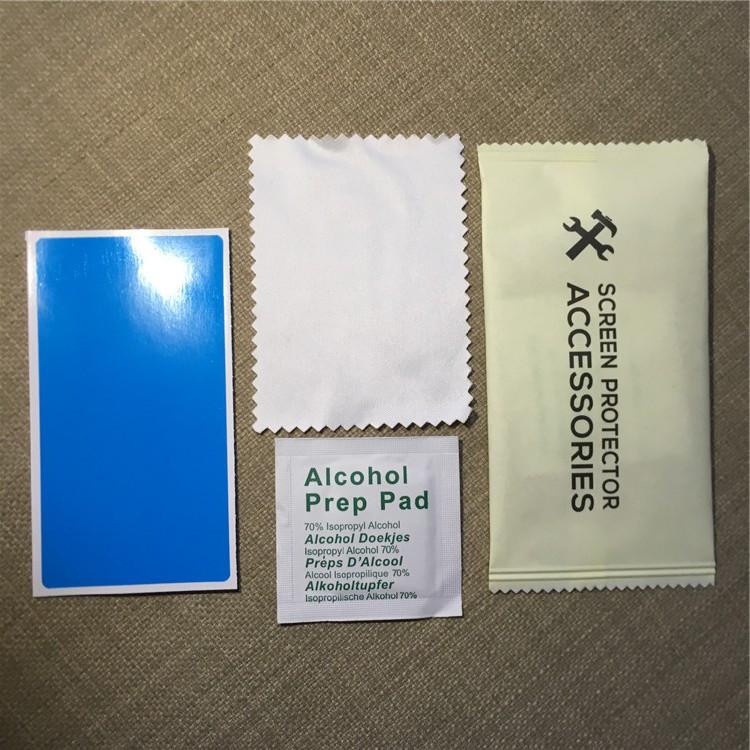 Alcohol
Prep Pad
70% Isopropyl Alcohol
Alcohol Doekjes
Isopropyl Alcohol 70%
Préps D'Alcool
Alcool Isopropilique 70%
Alkoholtupfer
Isopropilische Alkohol 70%
SCREEN PROTECTOR
ACCESSORIES